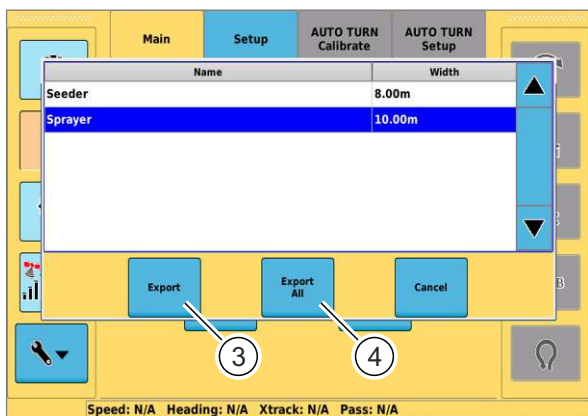 Main
Setup
AUTO TURN
Calibrate
AUTO TURN
Setup
Name
Width
Seeder
8.00m
Sprayer
10.00m
Export
Export
All
Cancel
B
3
4
Speed: N/A Heading: N/A Xtrack: N/A Pass: N/A